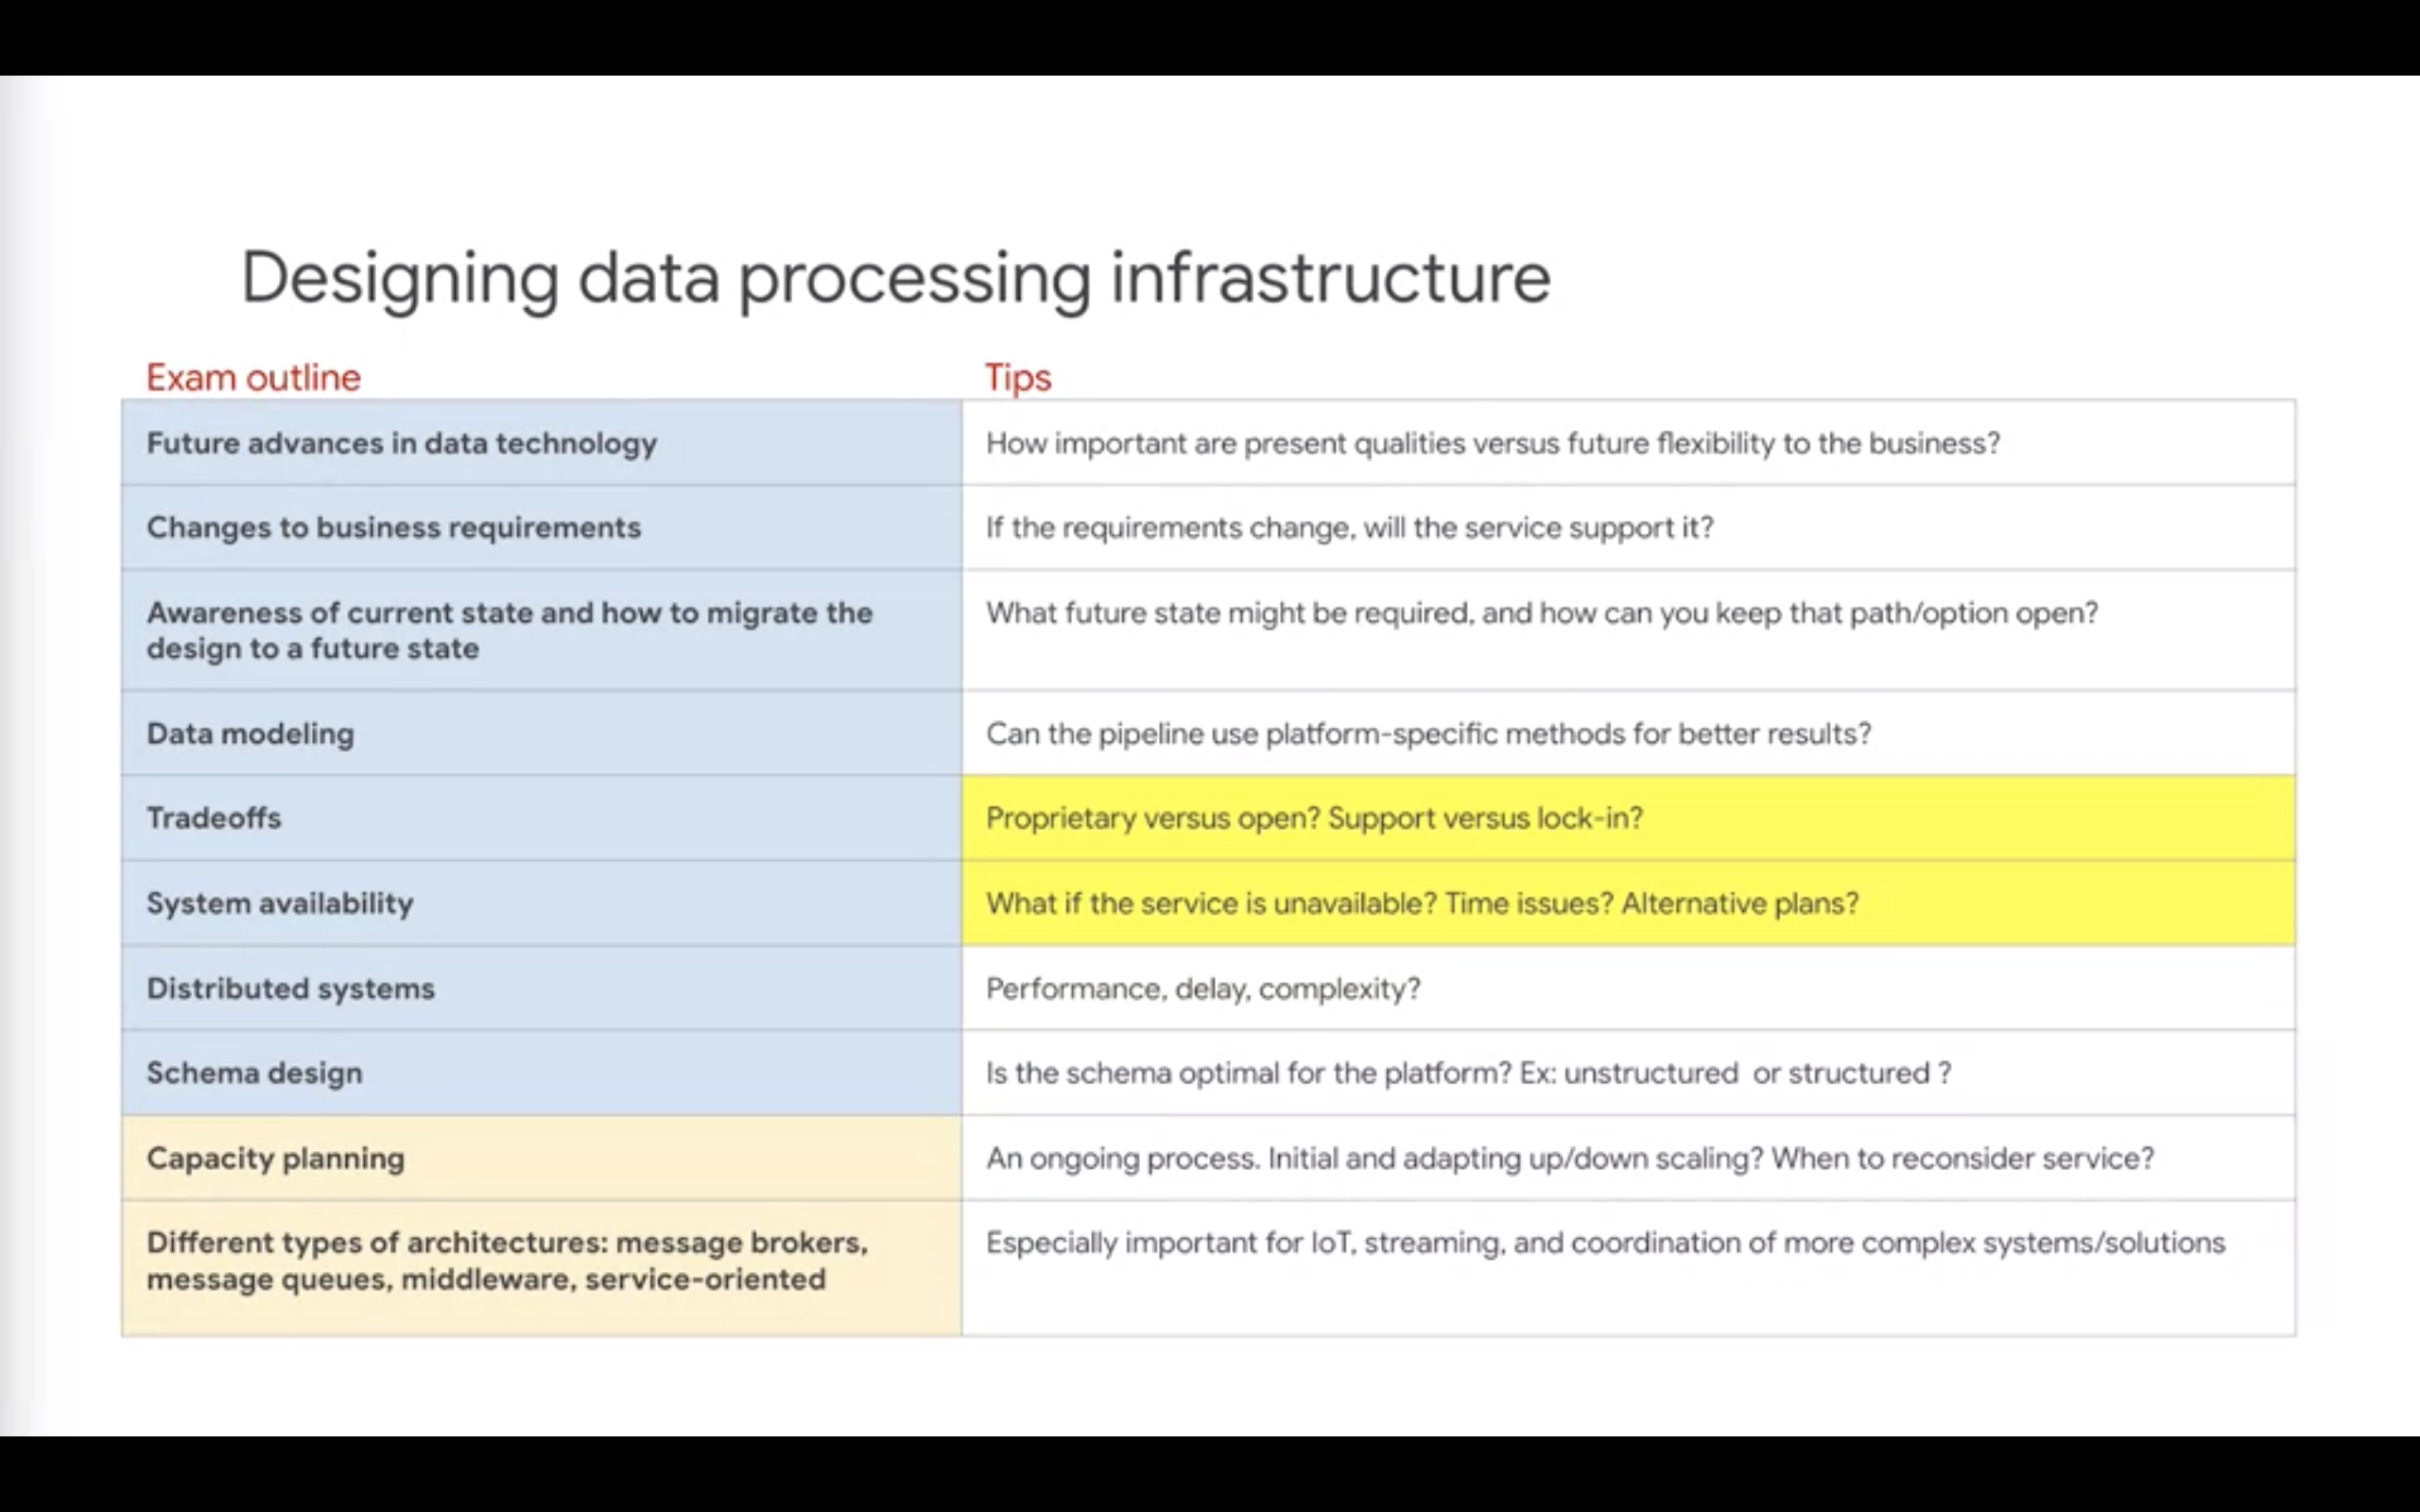 Designing data processing infrastructure
Exam outline
Tips
Future advances in data technology
How important are present qualities versus future flexibility to the business?
Changes to business requirements
If the requirements change, will the service support it?
Awareness of current state and how to migrate the
design to a future state
What future state might be required, and how can you keep that path/option open?
Data modeling
Can the pipeline use platform-specific methods for better results?
Tradeoffs
Proprietary versus open? Support versus lock-in?
System availability
What if the service is unavailable? Time issues? Alternative plans?
Distributed systems
Performance, delay, complexity?
Schema design
Is the schema optimal for the platform? Ex: unstructured  or structured ?
Capacity planning
An ongoing process. Initial and adapting up/down scaling? When to reconsider service?
Different types of architectures: message brokers,
message queues, middleware, service-oriented
Especially important for IoT, streaming, and coordination of more complex systems/solutions